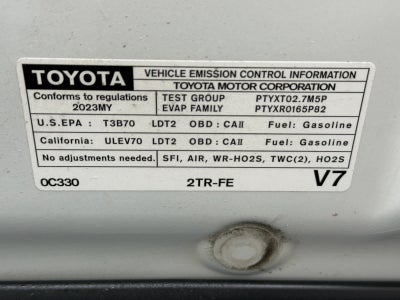 TOYOTA
VEHICLE EMISSION CONTROL INFORMATION
TOYOTA MOTOR CORPORATION
Conforms to regulations
2023MY
TEST GROUP PTYXT02.7M5P
EVAP FAMILY PTYXR0165P82
U.S.EPA : T3B70 LDT2 OBD : CAII Fuel: Gasoline
California: ULEV70 LDT2 OBD : CAII Fuel: Gasoline
No adjustments needed. SFI, AIR, WR-HO2S, TWC(2), HO2S
0C330 2TR-FE V7